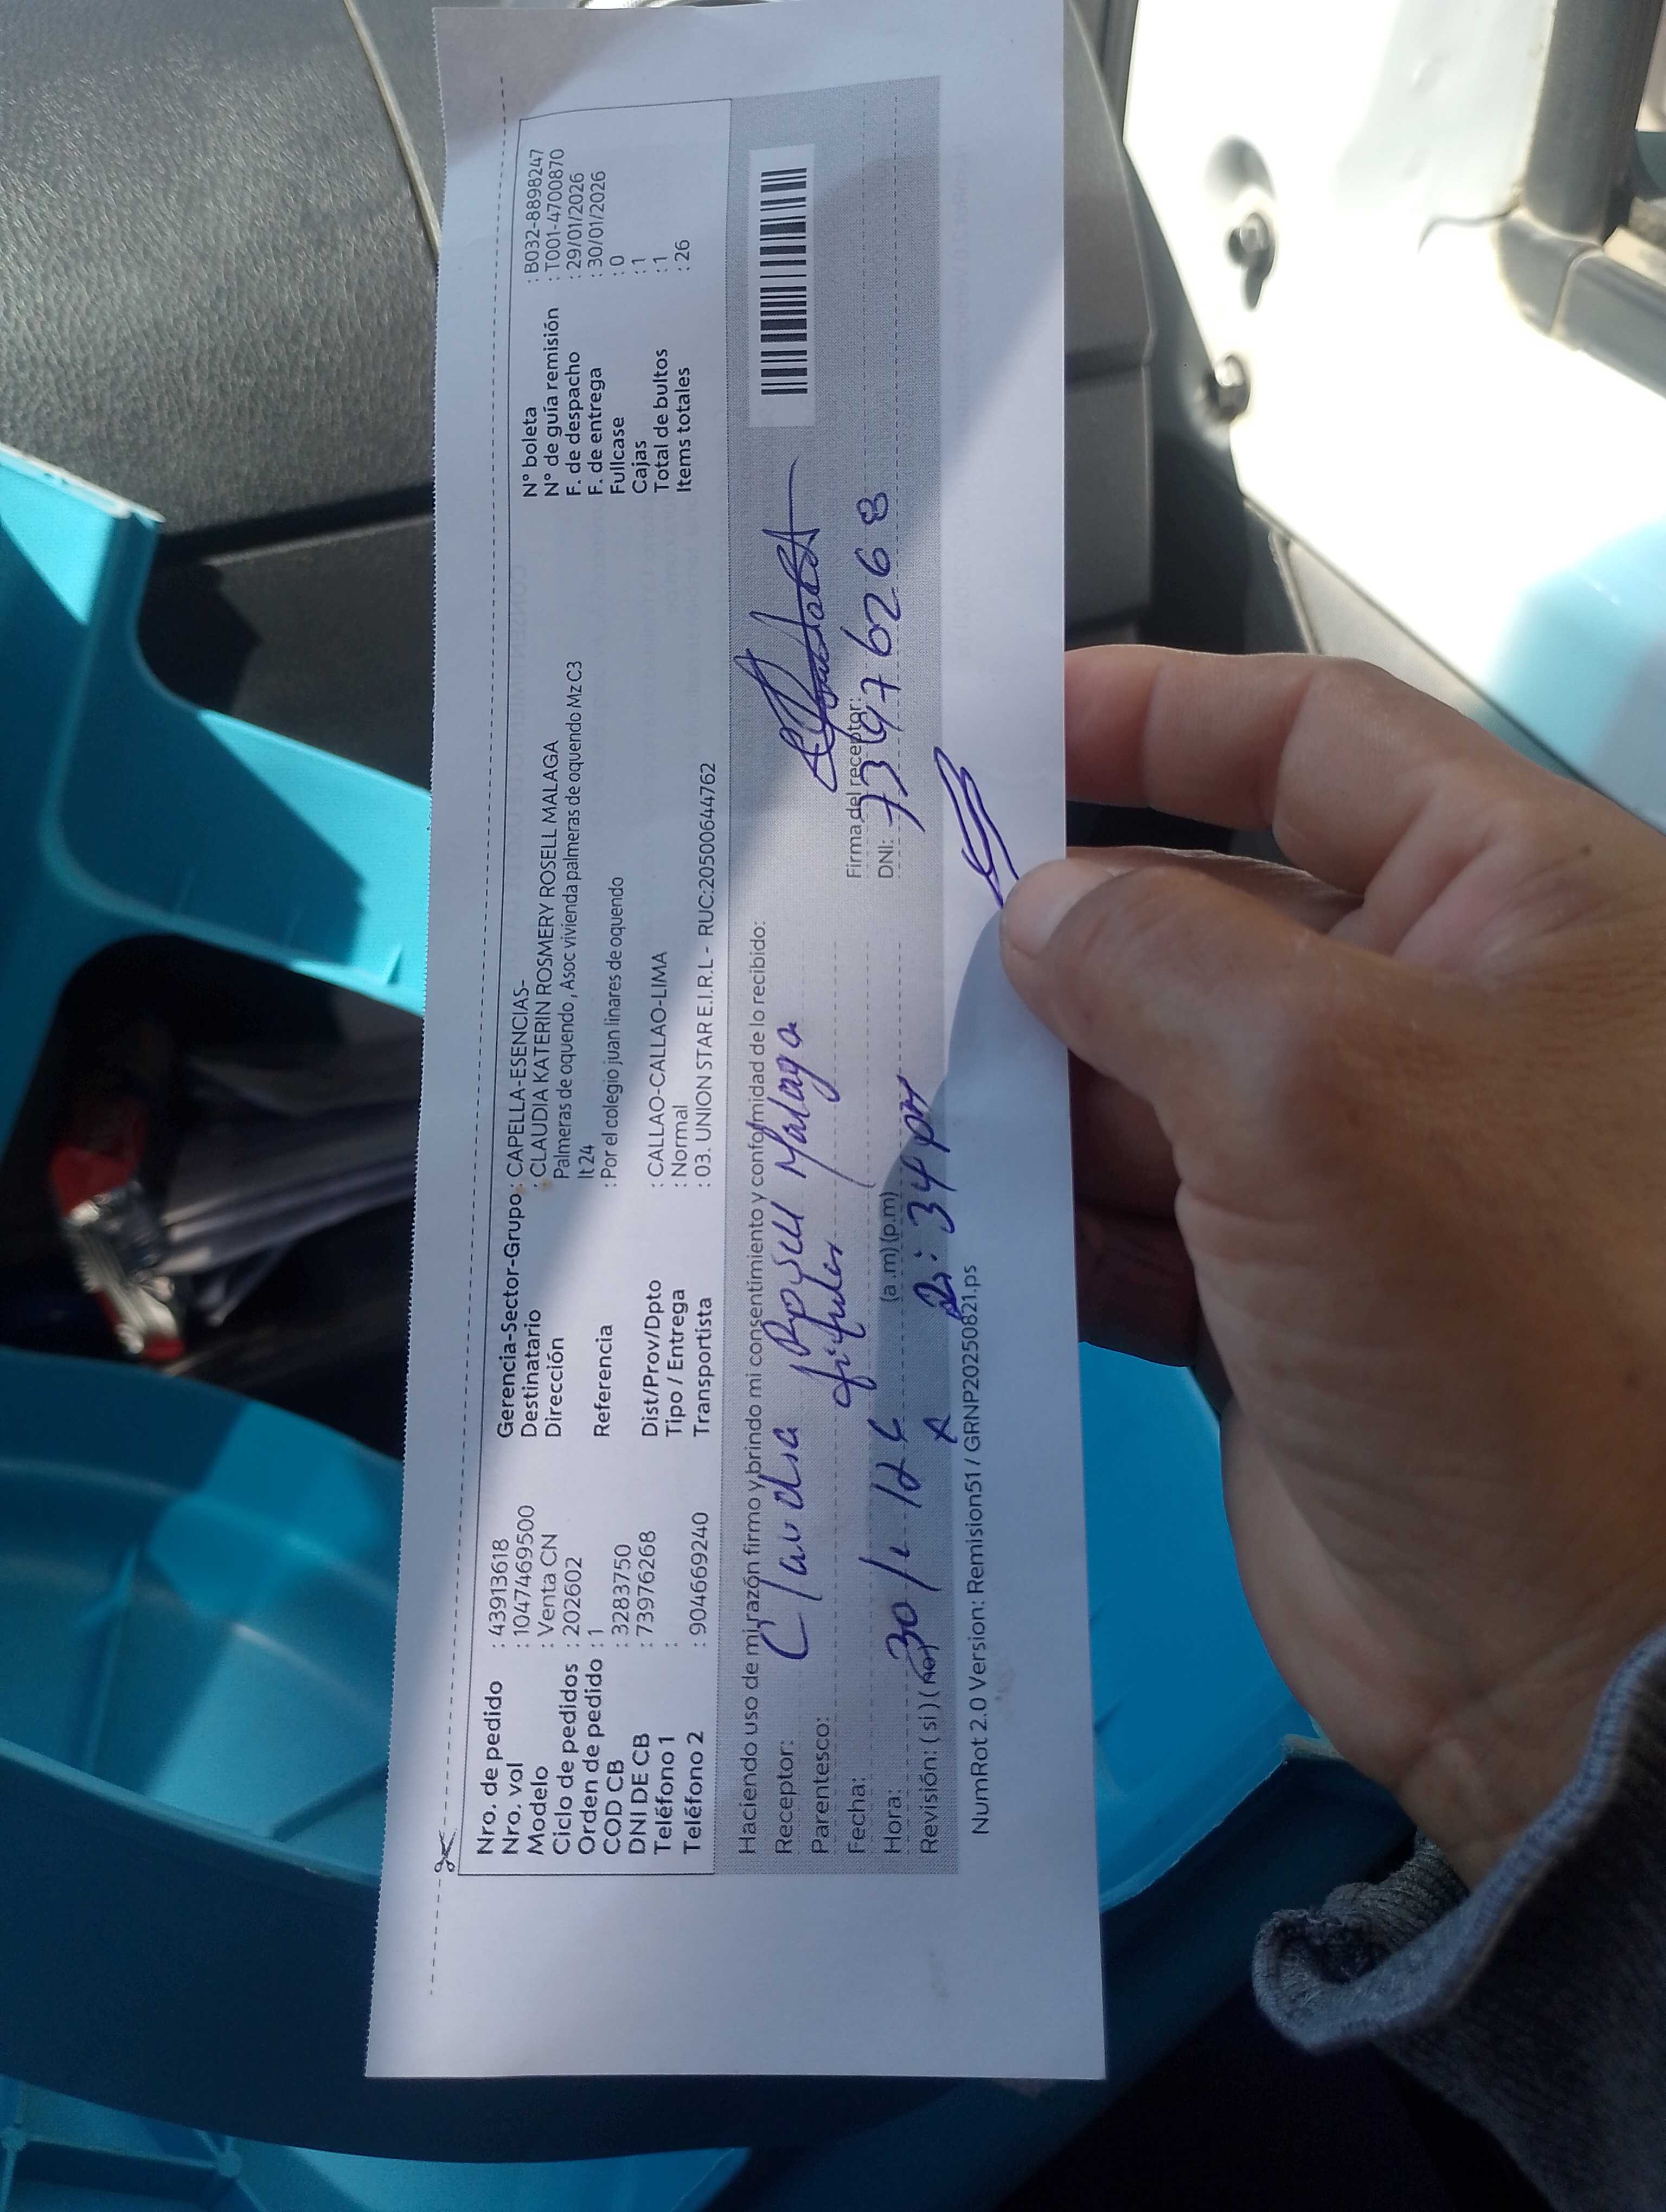 Nro. de pedido : 43913618
Nro. vol : 1047469500
Modelo : Venta CN
Ciclo de pedidos : 202602
Orden de pedido : 1
COD CB : 3283750
DNI DE CB : 73976268
Teléfono 1 :
Teléfono 2 : 904669240
Gerencia-Sector-Grupo : CAPELLA-ESENCIAS-
Destinatario : CLAUDIA KATERIN ROSMERY ROSELL MALAGA
Dirección Palmeras de oquendo , Asoc vivienda palmeras de oquendo Mz C3
lt 24
Referencia : Por el colegio juan linares de oquendo
Dist/Prov/Dpto : CALLAO-CALLAO-LIMA
Tipo / Entrega : Normal
Transportista : 03. UNION STAR E.I.R.L - RUC:20500644762
N° boleta : B032-8898247
N° de guía remisión : T001-4700870
F. de despacho : 29/01/2026
F. de entrega : 30/01/2026
Fullcase : 0
Cajas : 1
Total de bultos : 1
Items totales : 26
Haciendo uso de mi razón firmo y brindo mi consentimiento y conformidad de lo recibido:
Receptor: Claudia Rosell Malaga
Parentesco: titular
Fecha:
Hora: (a.m) (p.m)
Revisión: ( si ) (
: 34 pm
Firma del receptor:
DNI: 73976268
NumRot 2.0 Version: Remision51 / GRNP20250821.ps